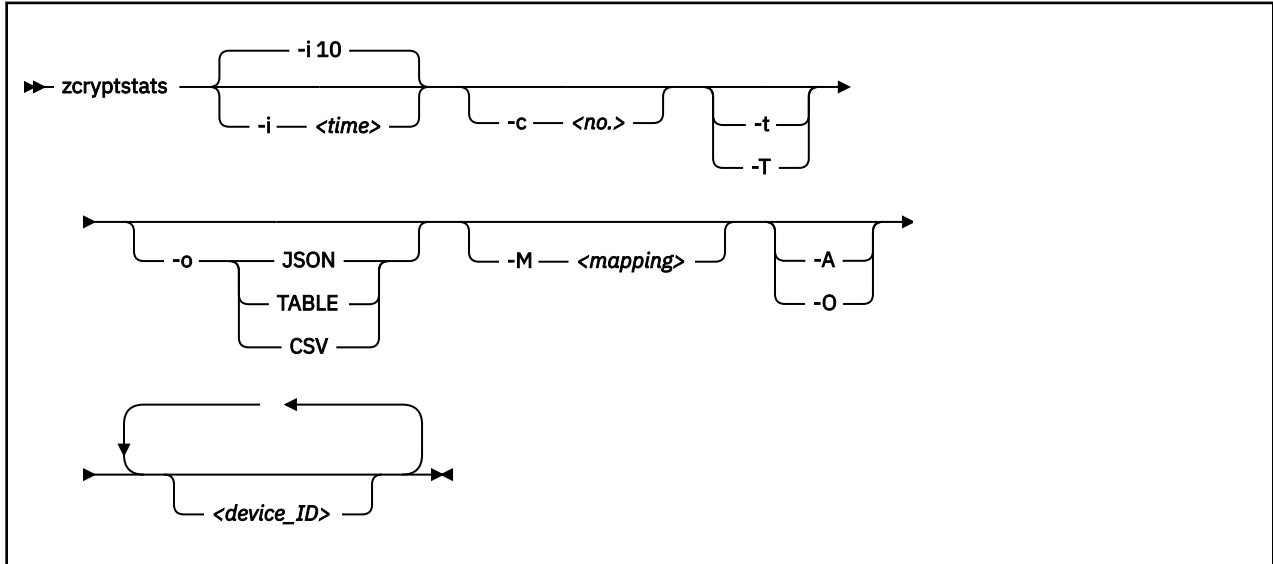 -i 10
zcryptstats
-i <time>
-c <no.>
-t
-T
-o JSON
TABLE
CSV
-M <mapping>
-A
-O
<device_ID>